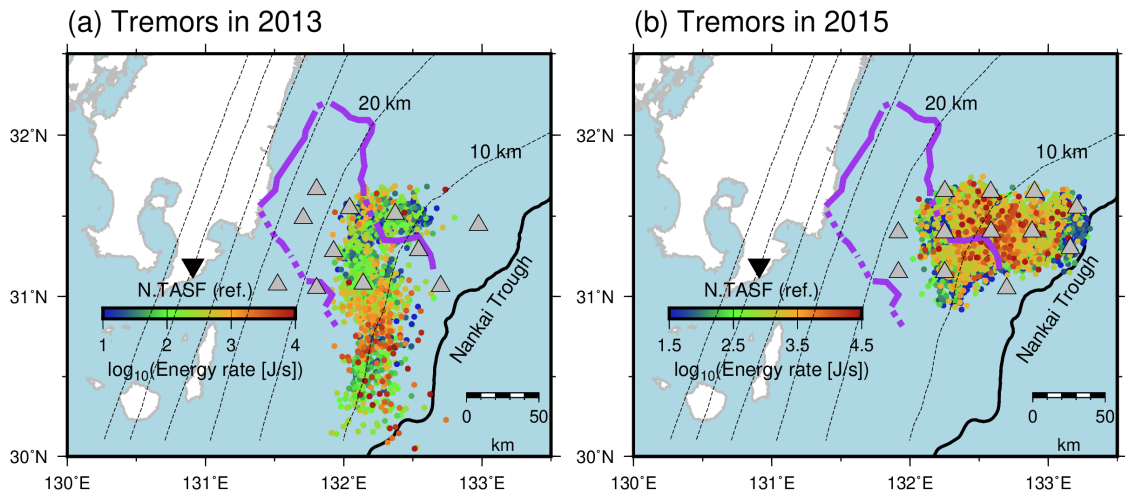 (a) Tremors in 2013
20 km
10 km
32˚N
31˚N
30˚N
N.TASF (ref.)
1 2 3 4
log10(Energy rate [J/s])
Nankai Trough
0 50
km
130˚E 131˚E 132˚E 133˚E
(b) Tremors in 2015
20 km
10 km
32˚N
31˚N
30˚N
N.TASF (ref.)
1.5 2.5 3.5 4.5
log10(Energy rate [J/s])
Nankai Trough
0 50
km
130˚E 131˚E 132˚E 133˚E